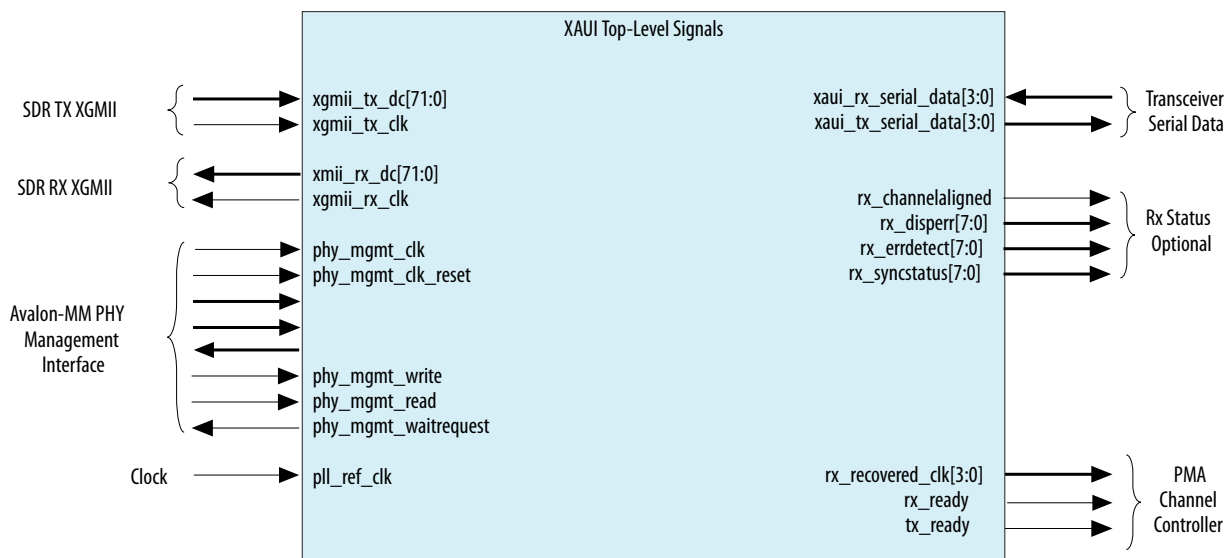 XAUI Top-Level Signals
SDR TX XGMII
xgmii_tx_dc[71:0]
xgmii_tx_clk
SDR RX XGMII
xmii_rx_dc[71:0]
xgmii_rx_clk
Avalon-MM PHY
Management
Interface
phy_mgmt_clk
phy_mgmt_clk_reset
phy_mgmt_write
phy_mgmt_read
phy_mgmt_waitrequest
Clock
pll_ref_clk
xaui_rx_serial_data[3:0]
xaui_tx_serial_data[3:0]
Transceiver
Serial Data
rx_channelaligned
rx_disperr[7:0]
rx_errdetect[7:0]
rx_syncstatus[7:0]
Rx Status
Optional
rx_recovered_clk[3:0]
rx_ready
tx_ready
PMA
Channel
Controller